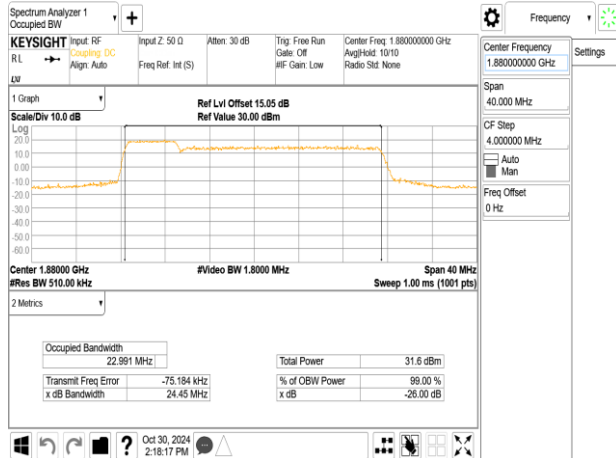 Spectrum Analyzer 1
Occupied BW
Frequency
KEYSIGHT Input: RF Input Z: 50 Ω Atten: 30 dB Trig: Free Run Center Freq: 1.880000000 GHz
Coupling: DC Gate: Off Avg|Hold: 10/10
RL Align: Auto Freq Ref: Int (S) #IF Gain: Low Radio Std: None
Center Frequency
1.880000000 GHz
Settings
Span
40.000 MHz
CF Step
4.000000 MHz
Auto
Man
Freq Offset
0 Hz
1 Graph
Ref Lvl Offset 15.05 dB
Scale/Div 10.0 dB Ref Value 30.00 dBm
Log
20.0
10.0
0.00
-10.0
-20.0
-30.0
-40.0
-50.0
-60.0
Center 1.88000 GHz #Video BW 1.8000 MHz Span 40 MHz
#Res BW 510.00 kHz Sweep 1.00 ms (1001 pts)
2 Metrics
Occupied Bandwidth
22.991 MHz Total Power 31.6 dBm
Transmit Freq Error -75.184 kHz % of OBW Power 99.00 %
x dB Bandwidth 24.45 MHz x dB -26.00 dB
? Oct 30, 2024
2:18:17 PM